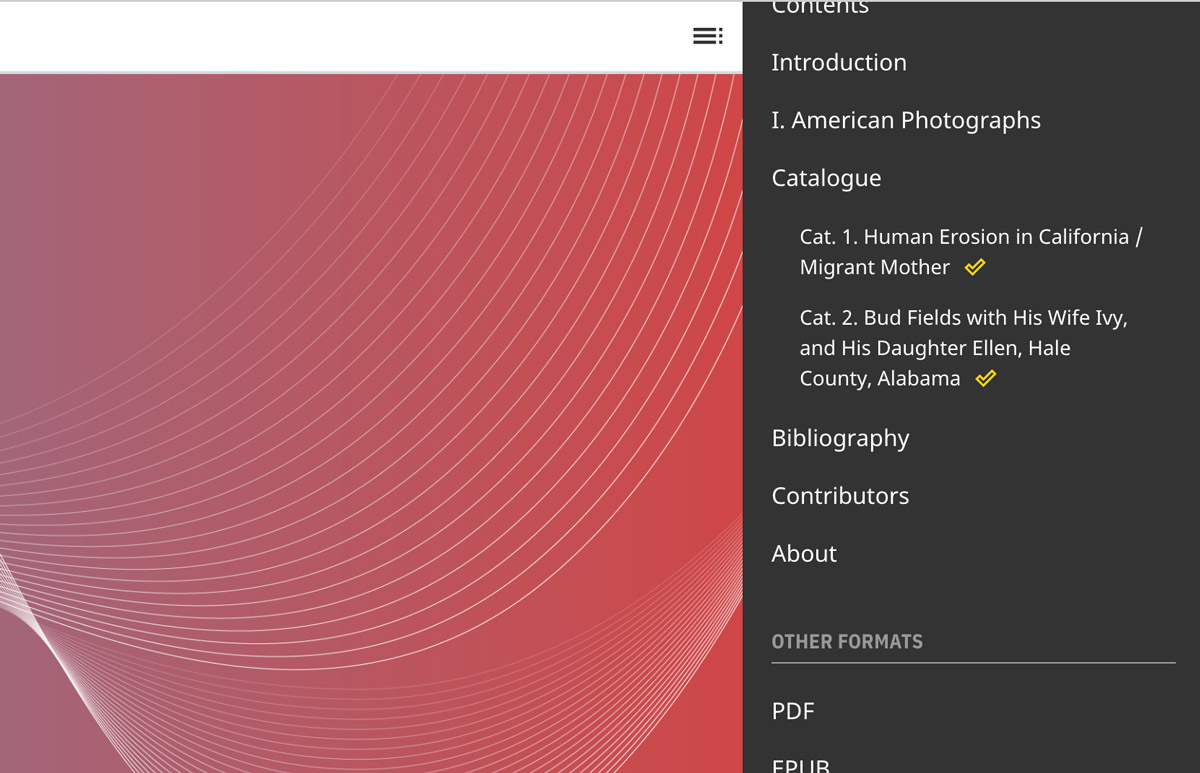 Contents
Introduction
I. American Photographs
Catalogue
Cat. 1. Human Erosion in California /
Migrant Mother
Cat. 2. Bud Fields with His Wife Ivy,
and His Daughter Ellen, Hale
County, Alabama
Bibliography
Contributors
About
OTHER FORMATS
PDF
EPUB